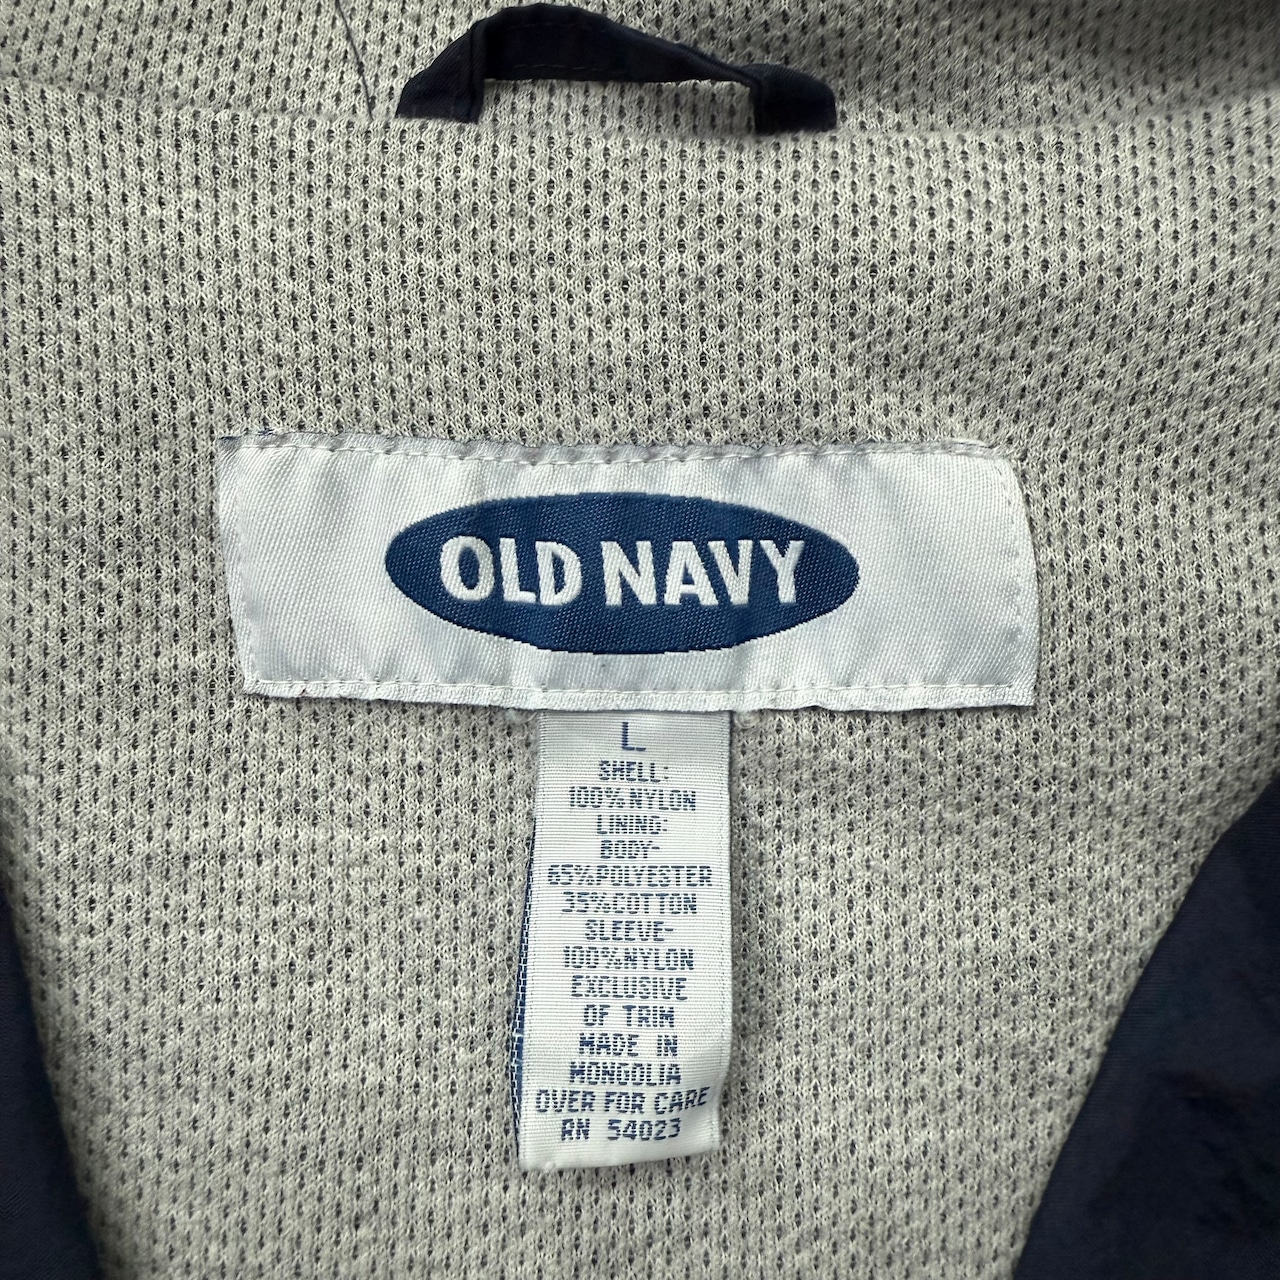 OLD NAVY
L
SHELL:
100% NYLON
LINING-
BODY-
65% POLYESTER
35% COTTON
SLEEVE-
100% NYLON
EXCLUSIVE
OF TRIM
MADE IN
MONGOLIA
OVER FOR CARE
RN 54023